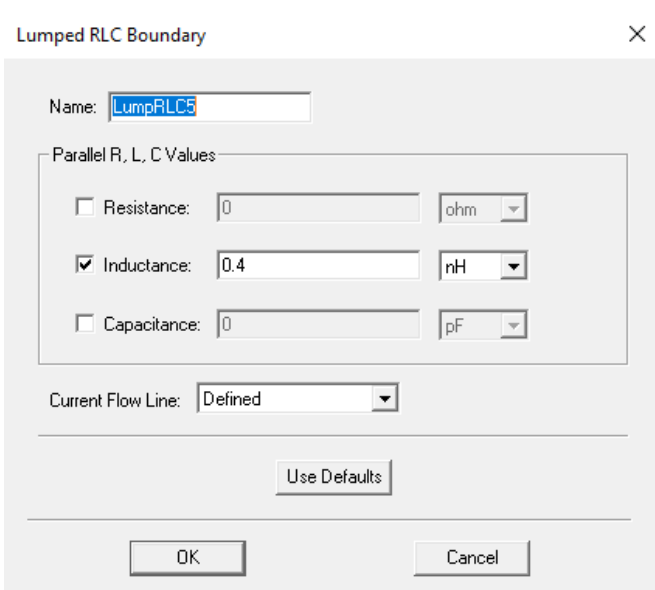 Lumped RLC Boundary
Name: LumpRLC5
Parallel R, L, C Values
Resistance: 0 ohm
Inductance: 0.4 nH
Capacitance: 0 pF
Current Flow Line: Defined
Use Defaults
OK Cancel